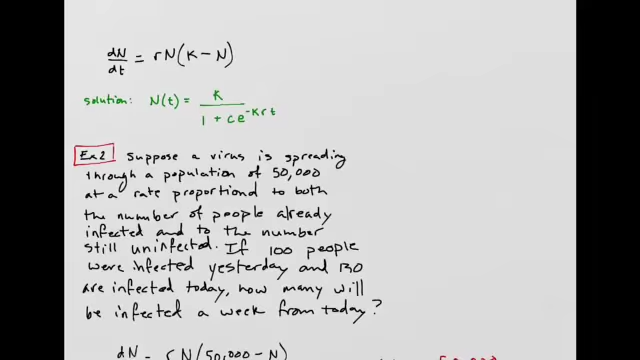 dN/dt = rN(K - N)
solution: N(t) = K / (1 + ce^(-Krt))
Ex 2 Suppose a virus is spreading
through a population of 50,000
at a rate proportional to both
the number of people already
infected and to the number
still uninfected. If 100 people
were infected yesterday and 130
are infected today, how many will
be infected a week from today?
dN = rN(50,000 - N)